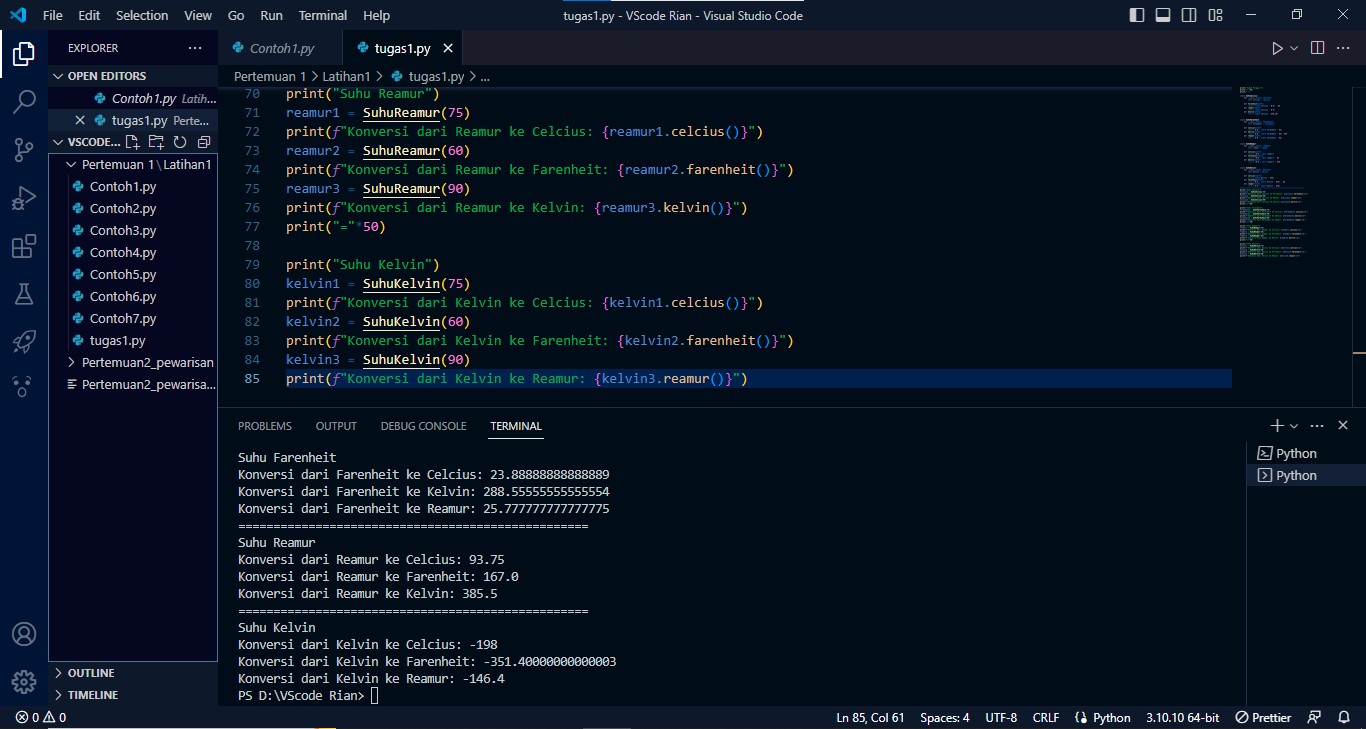 File Edit Selection View Go Run Terminal Help
tugas1.py - VScode Rian - Visual Studio Code
EXPLORER
OPEN EDITORS
Contoh1.py Latih...
tugas1.py Perte...
VSCODE...
Pertemuan 1\Latihan1
Contoh1.py
Contoh2.py
Contoh3.py
Contoh4.py
Contoh5.py
Contoh6.py
Contoh7.py
tugas1.py
Pertemuan2_pewarisan
Pertemuan2_pewarisa...
OUTLINE
TIMELINE
Contoh1.py tugas1.py
Pertemuan 1 > Latihan1 > tugas1.py > ...
70 print("Suhu Reamur")
71 reamur1 = SuhuReamur(75)
72 print(f"Konversi dari Reamur ke Celcius: {reamur1.celcius()}")
73 reamur2 = SuhuReamur(60)
74 print(f"Konversi dari Reamur ke Farenheit: {reamur2.farenheit()}")
75 reamur3 = SuhuReamur(90)
76 print(f"Konversi dari Reamur ke Kelvin: {reamur3.kelvin()}")
77 print("="*50)
78
79 print("Suhu Kelvin")
80 kelvin1 = SuhuKelvin(75)
81 print(f"Konversi dari Kelvin ke Celcius: {kelvin1.celcius()}")
82 kelvin2 = SuhuKelvin(60)
83 print(f"Konversi dari Kelvin ke Farenheit: {kelvin2.farenheit()}")
84 kelvin3 = SuhuKelvin(90)
85 print(f"Konversi dari Kelvin ke Reamur: {kelvin3.reamur()}")
PROBLEMS OUTPUT DEBUG CONSOLE TERMINAL
Suhu Farenheit
Konversi dari Farenheit ke Celcius: 23.88888888888889
Konversi dari Farenheit ke Kelvin: 288.55555555555554
Konversi dari Farenheit ke Reamur: 25.777777777777775
==================================================
Suhu Reamur
Konversi dari Reamur ke Celcius: 93.75
Konversi dari Reamur ke Farenheit: 167.0
Konversi dari Reamur ke Kelvin: 385.5
==================================================
Suhu Kelvin
Konversi dari Kelvin ke Celcius: -198
Konversi dari Kelvin ke Farenheit: -351.40000000000003
Konversi dari Kelvin ke Reamur: -146.4
PS D:\VScode Rian>
Python
Python
0 0
Ln 85, Col 61 Spaces: 4 UTF-8 CRLF Python 3.10.10 64-bit Prettier